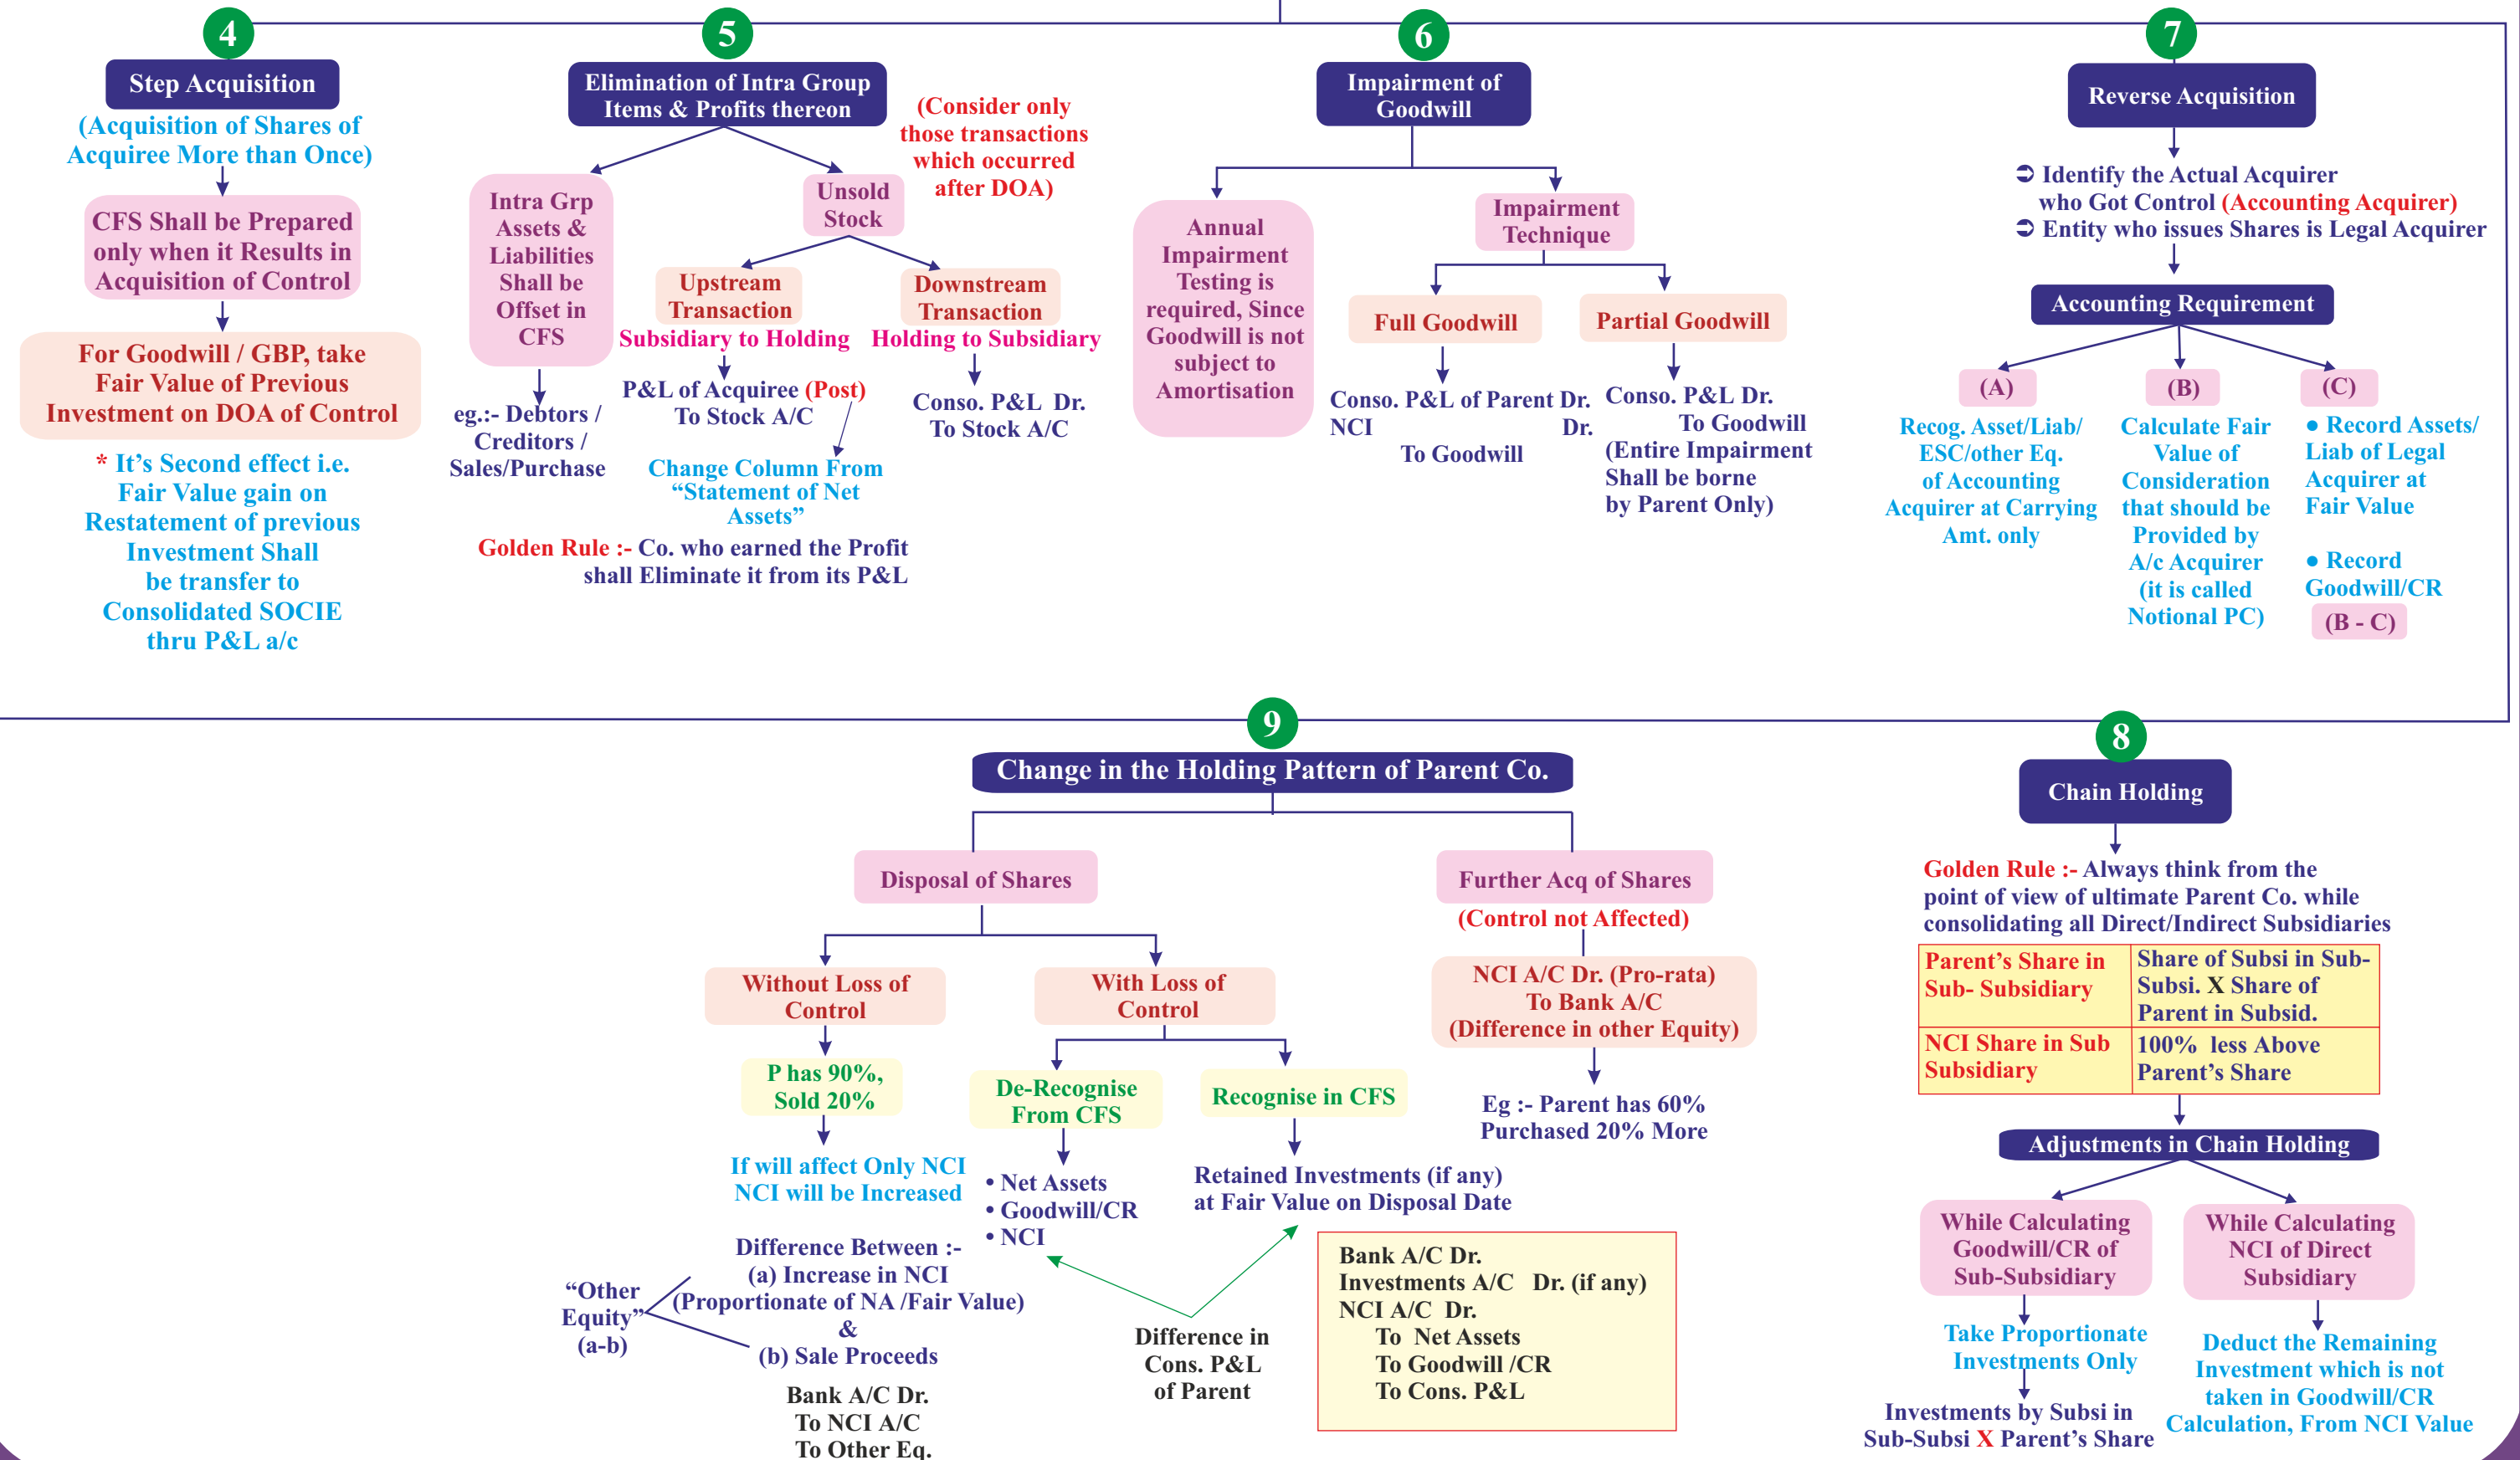 4
Step Acquisition
(Acquisition of Shares of
Acquiree More than Once)
CFS Shall be Prepared
only when it Results in
Acquisition of Control
For Goodwill / GBP, take
Fair Value of Previous
Investment on DOA of Control
* It's Second effect i.e.
Fair Value gain on
Restatement of previous
Investment Shall
be transfer to
Consolidated SOCIE
thru P&L a/c
5
Elimination of Intra Group
Items & Profits thereon
(Consider only
those transactions
which occurred
after DOA)
Intra Grp
Assets &
Liabilities
Shall be
Offset in
CFS
eg.:- Debtors /
Creditors /
Sales/Purchase
Unsold
Stock
Upstream
Transaction
Subsidiary to Holding
P&L of Acquiree (Post)
To Stock A/C
Change Column From
“Statement of Net
Assets”
Downstream
Transaction
Holding to Subsidiary
Conso. P&L Dr.
To Stock A/C
Golden Rule :- Co. who earned the Profit
shall Eliminate it from its P&L
6
Impairment of
Goodwill
Annual
Impairment
Testing is
required, Since
Goodwill is not
subject to
Amortisation
Impairment
Technique
Full Goodwill
Conso. P&L of Parent Dr.
NCI Dr.
To Goodwill
Partial Goodwill
Conso. P&L Dr.
To Goodwill
(Entire Impairment
Shall be borne
by Parent Only)
7
Reverse Acquisition
➲ Identify the Actual Acquirer
who Got Control (Accounting Acquirer)
➲ Entity who issues Shares is Legal Acquirer
Accounting Requirement
(A)
Recog. Asset/Liab/
ESC/other Eq.
of Accounting
Acquirer at Carrying
Amt. only
(B)
Calculate Fair
Value of
Consideration
that should be
Provided by
A/c Acquirer
(it is called
Notional PC)
(C)
● Record Assets/
Liab of Legal
Acquirer at
Fair Value
● Record
Goodwill/CR
(B - C)
9
Change in the Holding Pattern of Parent Co.
Disposal of Shares
Without Loss of
Control
P has 90%,
Sold 20%
If will affect Only NCI
NCI will be Increased
Difference Between :-
(a) Increase in NCI
(Proportionate of NA /Fair Value)
&
(b) Sale Proceeds
“Other
Equity”
(a-b)
Bank A/C Dr.
To NCI A/C
To Other Eq.
With Loss of
Control
De-Recognise
From CFS
• Net Assets
• Goodwill/CR
• NCI
Recognise in CFS
Retained Investments (if any)
at Fair Value on Disposal Date
Difference in
Cons. P&L
of Parent
Bank A/C Dr.
Investments A/C Dr. (if any)
NCI A/C Dr.
To Net Assets
To Goodwill /CR
To Cons. P&L
Further Acq of Shares
(Control not Affected)
NCI A/C Dr. (Pro-rata)
To Bank A/C
(Difference in other Equity)
Eg :- Parent has 60%
Purchased 20% More
8
Chain Holding
Golden Rule :- Always think from the
point of view of ultimate Parent Co. while
consolidating all Direct/Indirect Subsidiaries
Parent's Share in
Sub- Subsidiary
Share of Subsi in Sub-
Subsi. X Share of
Parent in Subsid.
NCI Share in Sub
Subsidiary
100% less Above
Parent's Share
Adjustments in Chain Holding
While Calculating
Goodwill/CR of
Sub-Subsidiary
Take Proportionate
Investments Only
Investments by Subsi in
Sub-Subsi X Parent's Share
While Calculating
NCI of Direct
Subsidiary
Deduct the Remaining
Investment which is not
taken in Goodwill/CR
Calculation, From NCI Value